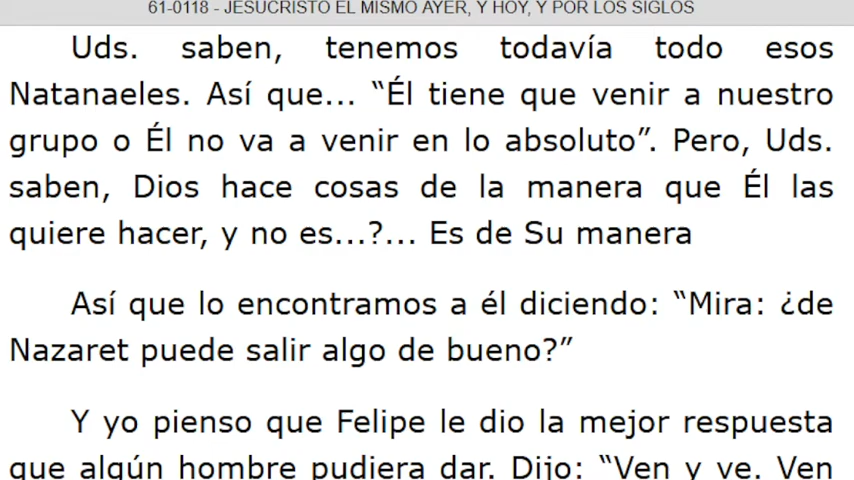 61-0118 - JESUCRISTO EL MISMO AYER, Y HOY, Y POR LOS SIGLOS
Uds. saben, tenemos todavía todo esos
Natanaeles. Así que... “Él tiene que venir a nuestro
grupo o Él no va a venir en lo absoluto”. Pero, Uds.
saben, Dios hace cosas de la manera que Él las
quiere hacer, y no es...?... Es de Su manera
Así que lo encontramos a él diciendo: “Mira: ¿de
Nazaret puede salir algo de bueno?”
Y yo pienso que Felipe le dio la mejor respuesta
que algún hombre pudiera dar. Dijo: “Ven y ve. Ven